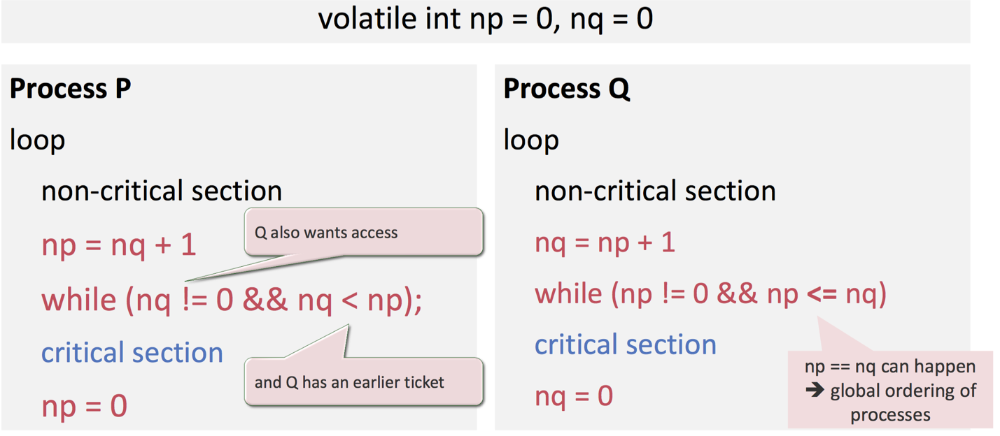 volatile int np = 0, nq = 0
Process P
loop
non-critical section
np = nq + 1
Q also wants access
while (nq != 0 && nq < np);
critical section
and Q has an earlier ticket
np = 0
Process Q
loop
non-critical section
nq = np + 1
while (np != 0 && np <= nq)
critical section
nq = 0
np == nq can happen
➔ global ordering of
processes